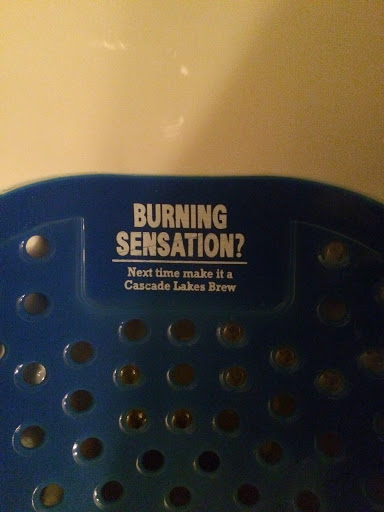 BURNING
SENSATION?
Next time make it a
Cascade Lakes Brew